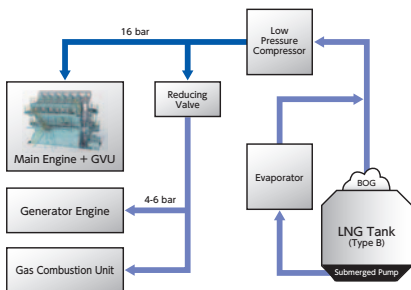 16 bar
Low
Pressure
Compressor
Reducing
Valve
Main Engine + GVU
4-6 bar
Evaporator
BOG
Generator Engine
LNG Tank
(Type B)
Gas Combustion Unit
Submerged Pump